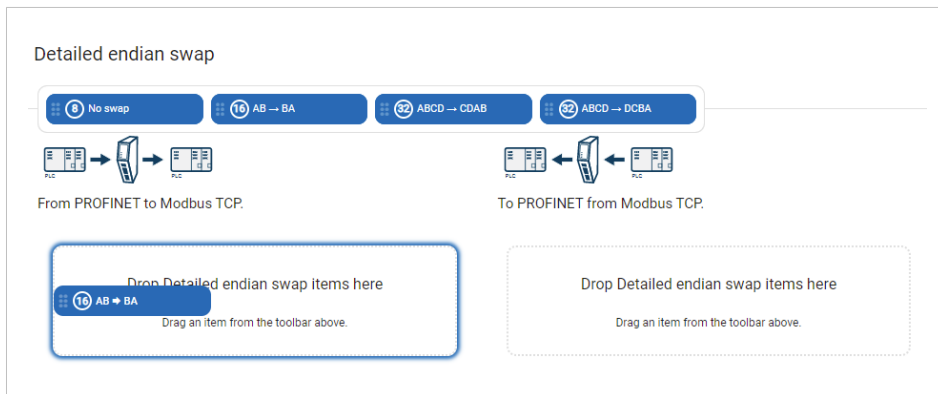 Detailed endian swap
8 No swap
16 AB → BA
32 ABCD → CDAB
32 ABCD → DCBA
PLC
PLC
PLC
PLC
From PROFINET to Modbus TCP.
To PROFINET from Modbus TCP.
Drop Detailed endian swap items here
16 AB → BA
Drag an item from the toolbar above.
Drop Detailed endian swap items here
Drag an item from the toolbar above.